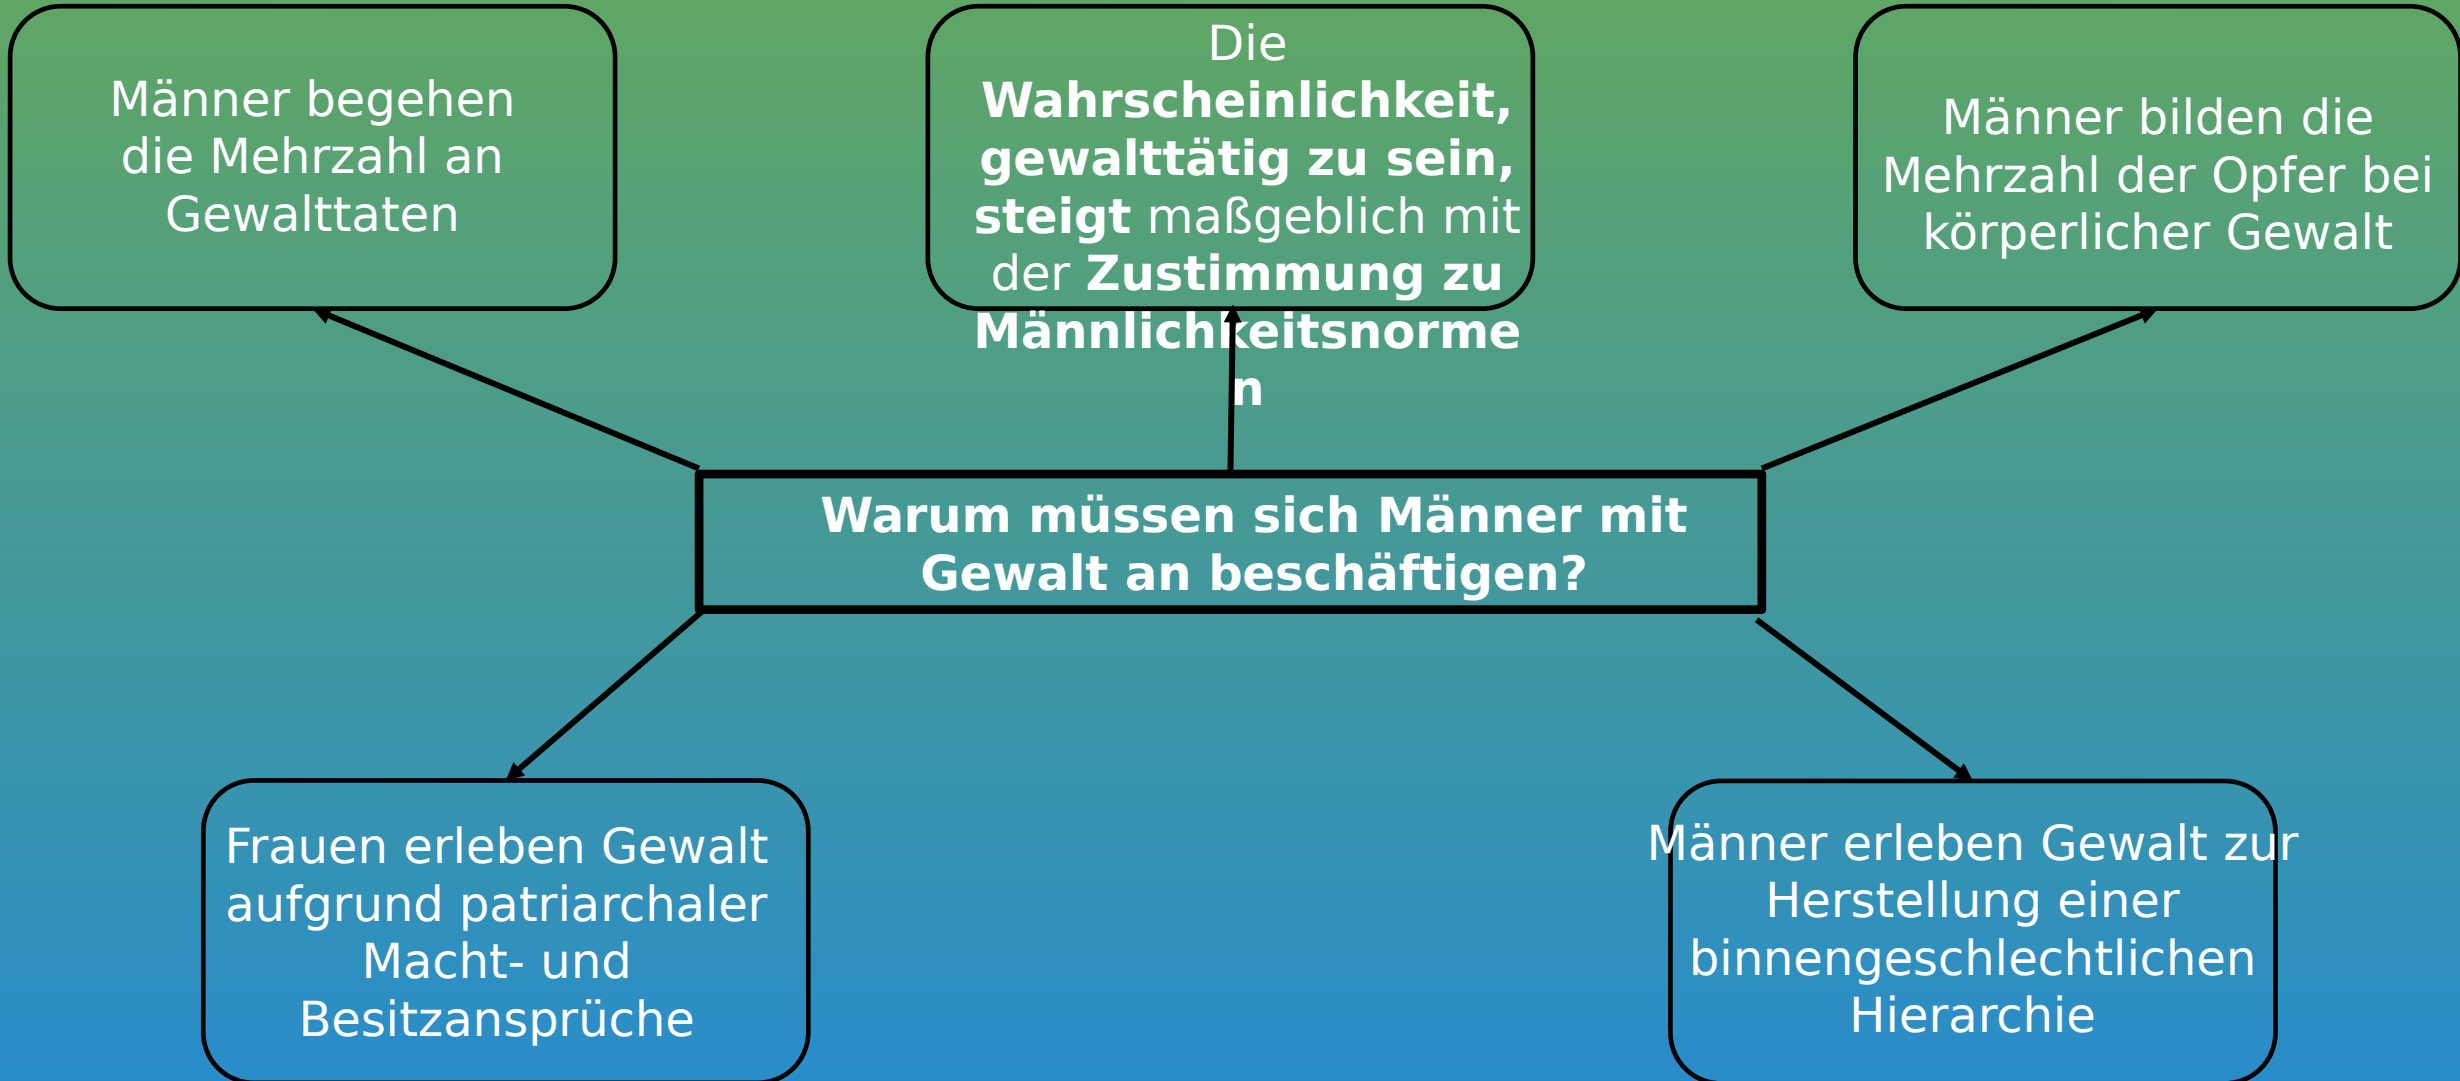 Männer begehen
die Mehrzahl an
Gewalttaten
Die
Wahrscheinlichkeit,
gewalttätig zu sein,
steigt maßgeblich mit
der Zustimmung zu
Männlichkeitsnorme
n
Männer bilden die
Mehrzahl der Opfer bei
körperlicher Gewalt
Warum müssen sich Männer mit
Gewalt an beschäftigen?
Frauen erleben Gewalt
aufgrund patriarchaler
Macht- und
Besitzansprüche
Männer erleben Gewalt zur
Herstellung einer
binnengeschlechtlichen
Hierarchie